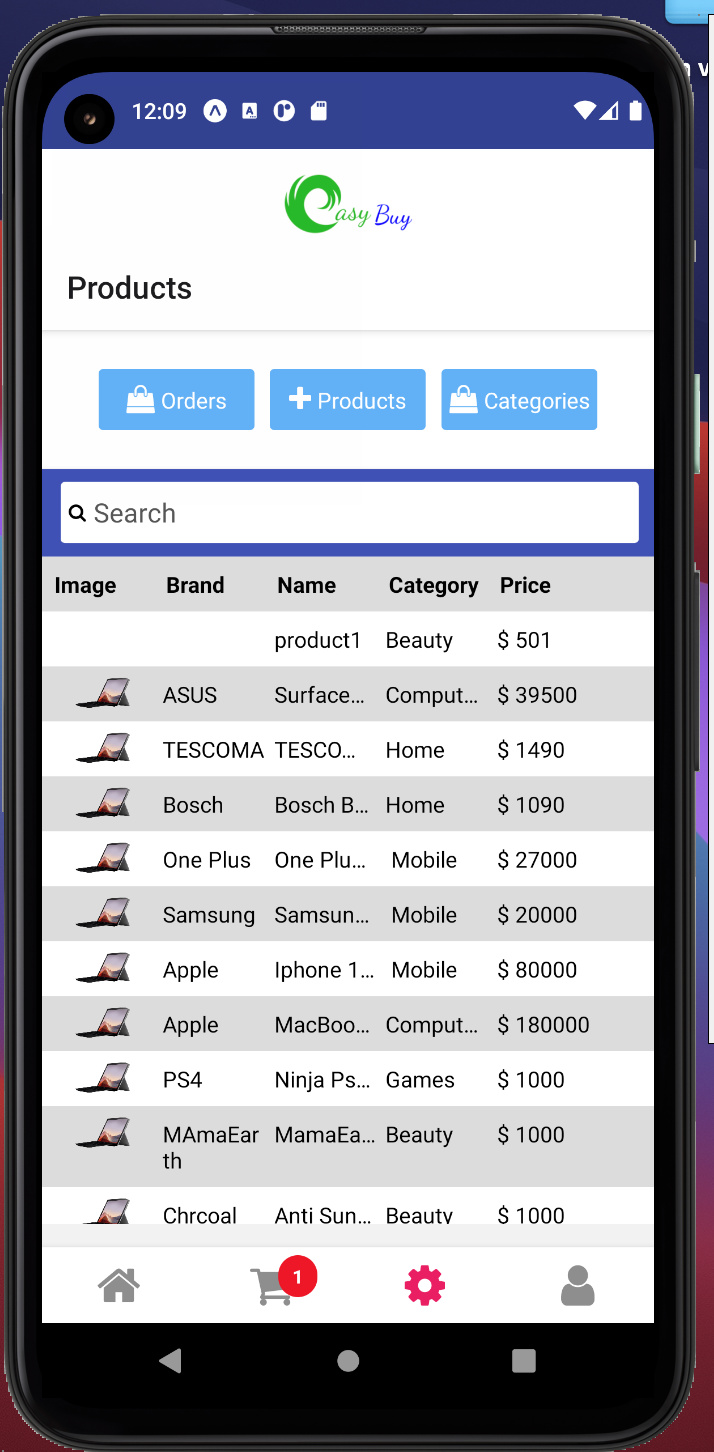 12:09
easy Buy
Products
Orders Products Categories
Search
Image Brand Name Category Price
product1 Beauty $ 501
ASUS Surface... Comput... $ 39500
TESCOMA TESCO... Home $ 1490
Bosch Bosch B... Home $ 1090
One Plus One Plu... Mobile $ 27000
Samsung Samsun... Mobile $ 20000
Apple Iphone 1... Mobile $ 80000
Apple MacBoo... Comput... $ 180000
PS4 Ninja Ps... Games $ 1000
MAmaEar MamaEa... Beauty $ 1000
th
Chrcoal Anti Sun... Beauty $ 1000
1